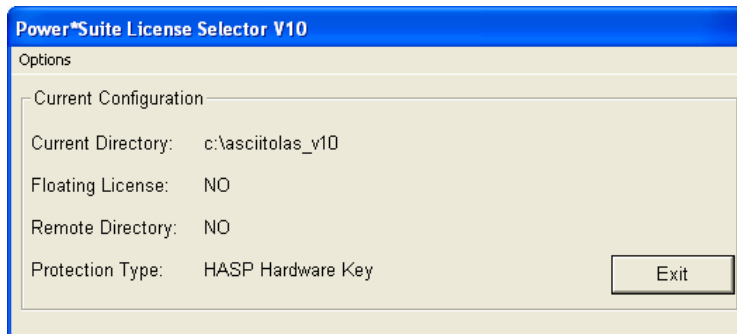 Power*Suite License Selector V10
Options
Current Configuration
Current Directory: c:\asciitolas_v10
Floating License: NO
Remote Directory: NO
Protection Type: HASP Hardware Key
Exit